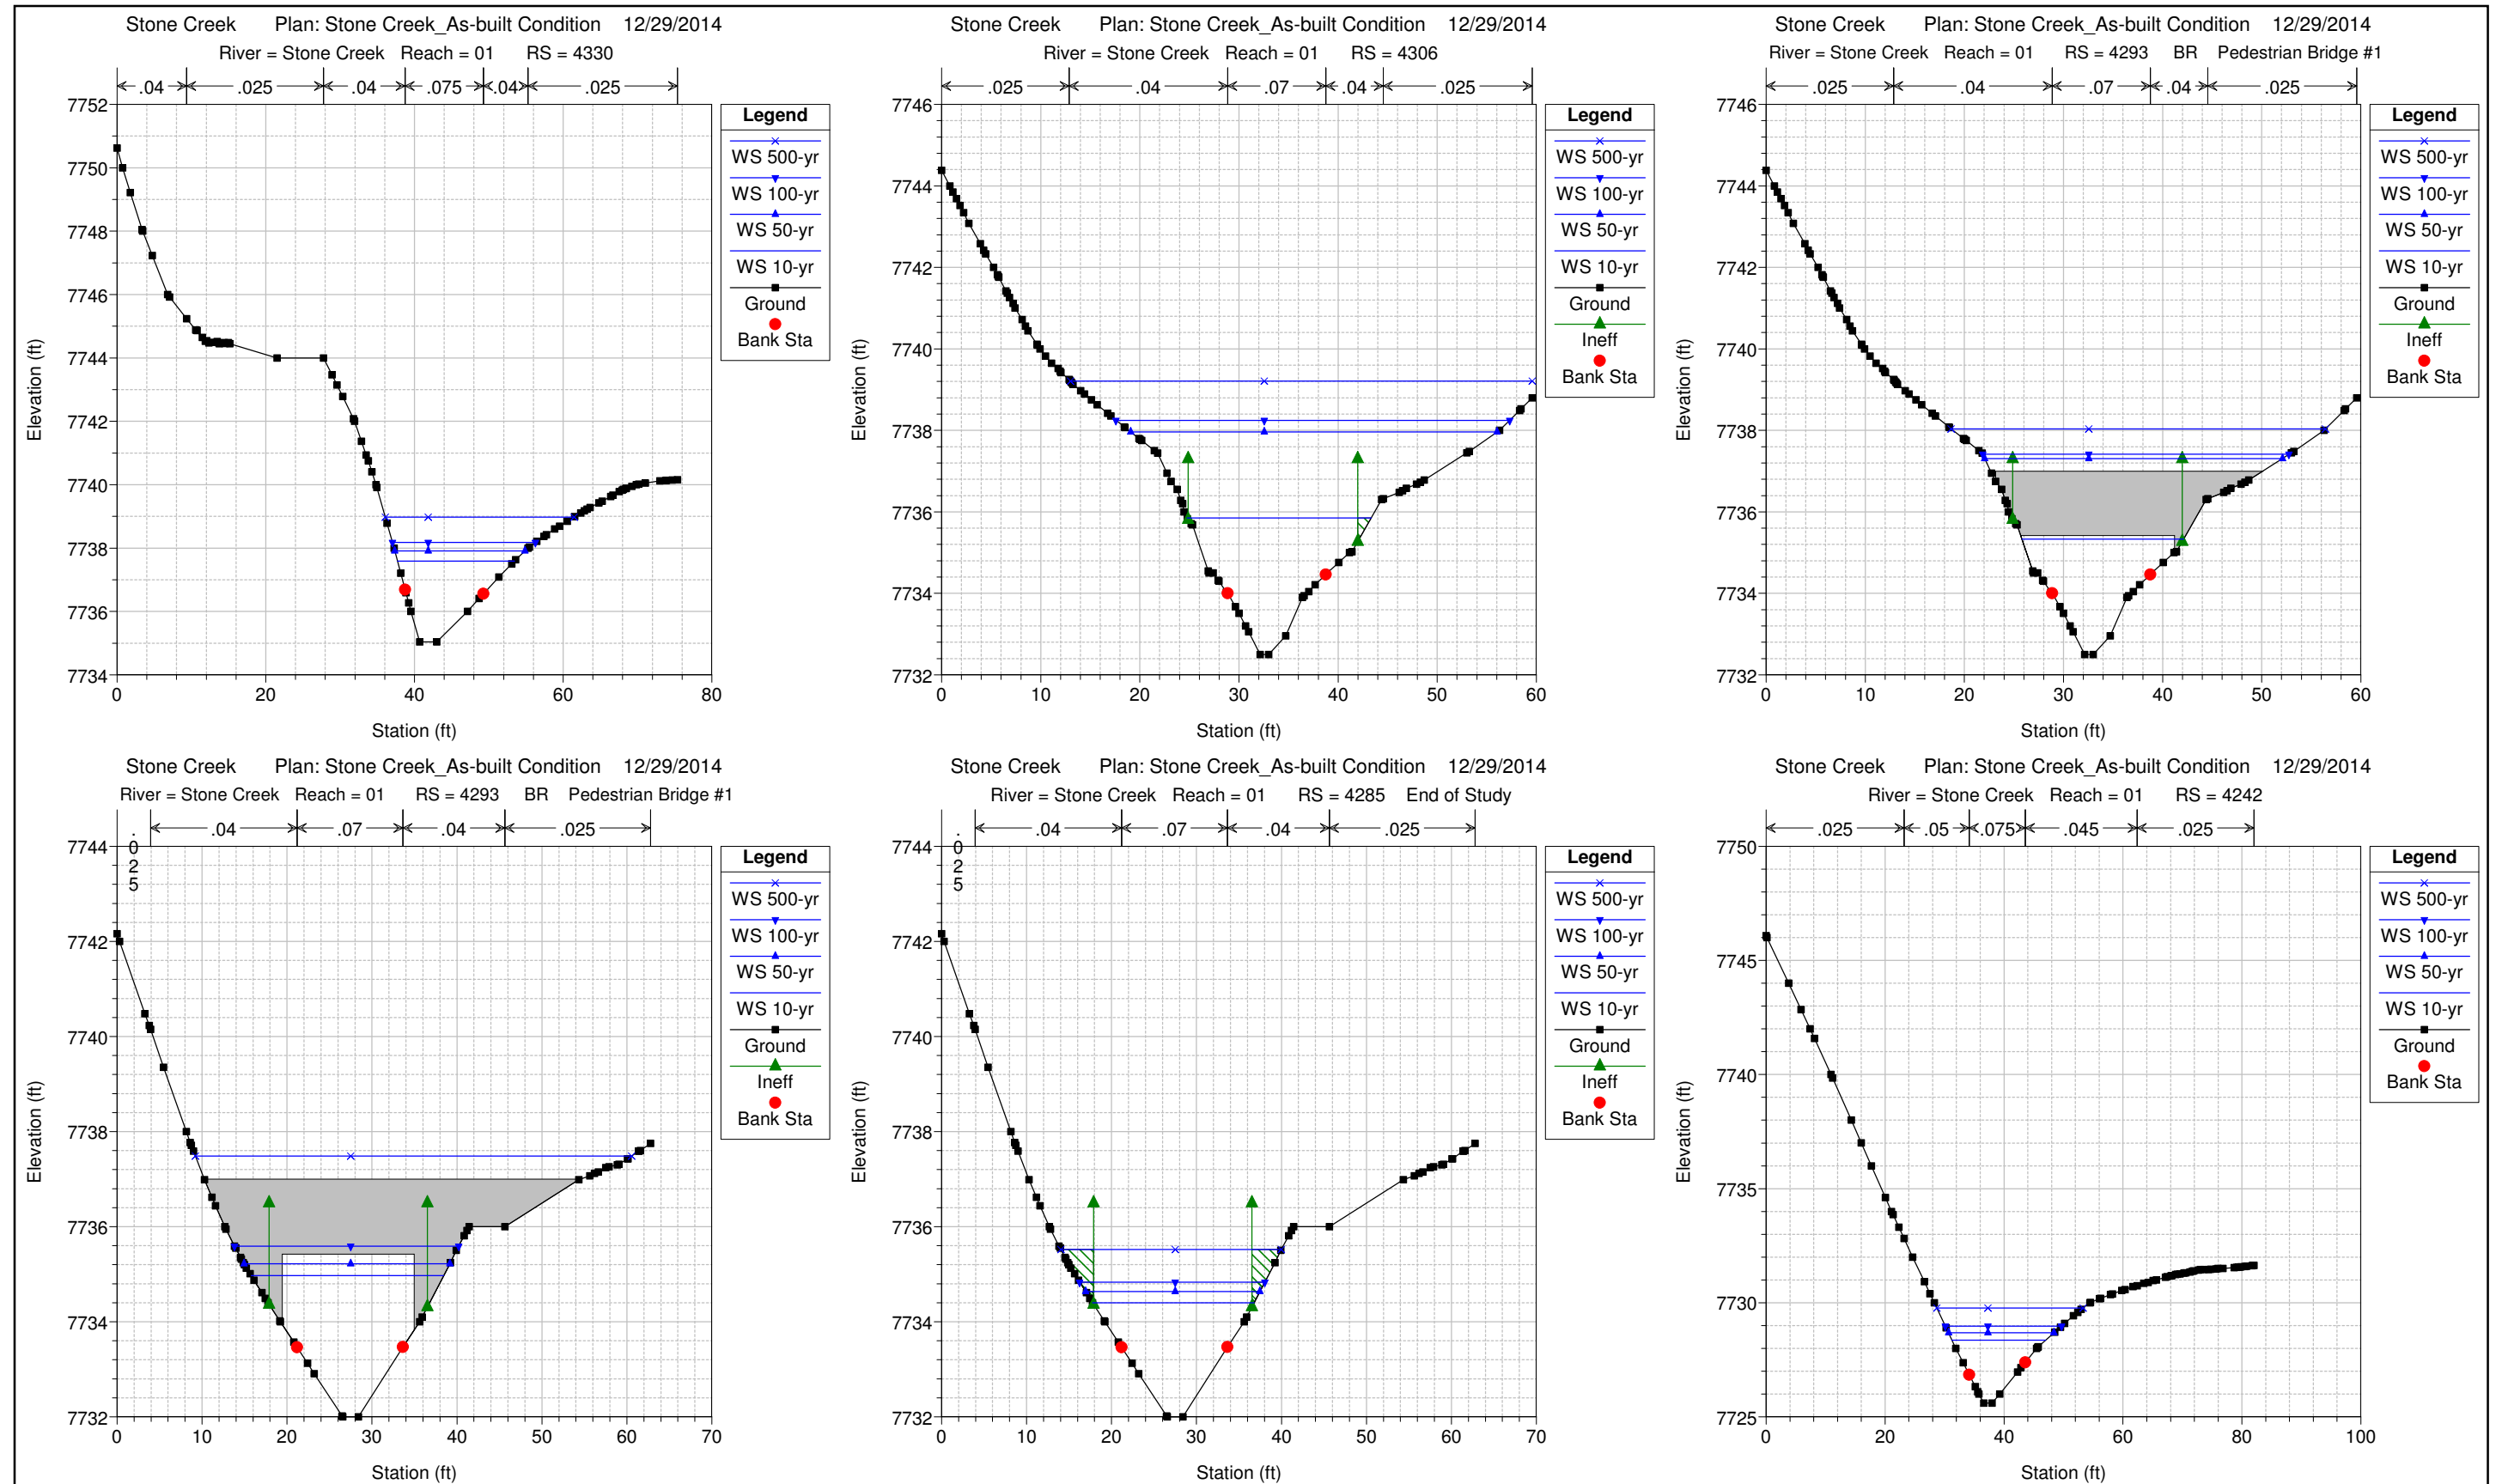 Stone Creek Plan: Stone Creek_As-built Condition 12/29/2014
River = Stone Creek Reach = 01 RS = 4330
.04 .025 .04 .075 .04 .025
7752
7750
7748
7746
7744
7742
7740
7738
7736
7734
0 20 40 60 80
Station (ft)
Elevation (ft)
Legend
WS 500-yr
WS 100-yr
WS 50-yr
WS 10-yr
Ground
Bank Sta
Stone Creek Plan: Stone Creek_As-built Condition 12/29/2014
River = Stone Creek Reach = 01 RS = 4306
.025 .04 .07 .04 .025
7746
7744
7742
7740
7738
7736
7734
7732
0 10 20 30 40 50 60
Station (ft)
Elevation (ft)
Legend
WS 500-yr
WS 100-yr
WS 50-yr
WS 10-yr
Ground
Ineff
Bank Sta
Stone Creek Plan: Stone Creek_As-built Condition 12/29/2014
River = Stone Creek Reach = 01 RS = 4293 BR Pedestrian Bridge #1
.025 .04 .07 .04 .025
7746
7744
7742
7740
7738
7736
7734
7732
0 10 20 30 40 50 60
Station (ft)
Elevation (ft)
Legend
WS 500-yr
WS 100-yr
WS 50-yr
WS 10-yr
Ground
Ineff
Bank Sta
Stone Creek Plan: Stone Creek_As-built Condition 12/29/2014
River = Stone Creek Reach = 01 RS = 4293 BR Pedestrian Bridge #1
.025 .04 .07 .04 .025
7744
7742
7740
7738
7736
7734
7732
0 10 20 30 40 50 60 70
Station (ft)
Elevation (ft)
Legend
WS 500-yr
WS 100-yr
WS 50-yr
WS 10-yr
Ground
Ineff
Bank Sta
Stone Creek Plan: Stone Creek_As-built Condition 12/29/2014
River = Stone Creek Reach = 01 RS = 4285 End of Study
.025 .04 .07 .04 .025
7744
7742
7740
7738
7736
7734
7732
0 10 20 30 40 50 60 70
Station (ft)
Elevation (ft)
Legend
WS 500-yr
WS 100-yr
WS 50-yr
WS 10-yr
Ground
Ineff
Bank Sta
Stone Creek Plan: Stone Creek_As-built Condition 12/29/2014
River = Stone Creek Reach = 01 RS = 4242
.025 .05 .075 .045 .025
7750
7745
7740
7735
7730
7725
0 20 40 60 80 100
Station (ft)
Elevation (ft)
Legend
WS 500-yr
WS 100-yr
WS 50-yr
WS 10-yr
Ground
Bank Sta